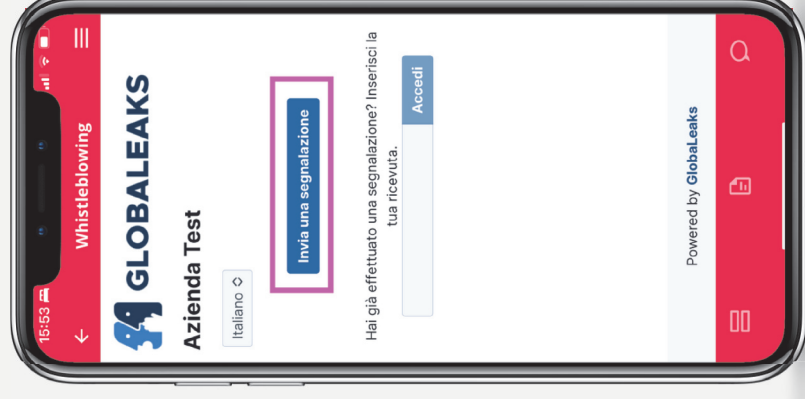 15:53
Whistleblowing
GLOBALEAKS
Azienda Test
Italiano
Invia una segnalazione
Hai già effettuato una segnalazione? Inserisci la
tua ricevuta.
Accedi
Powered by GlobaLeaks